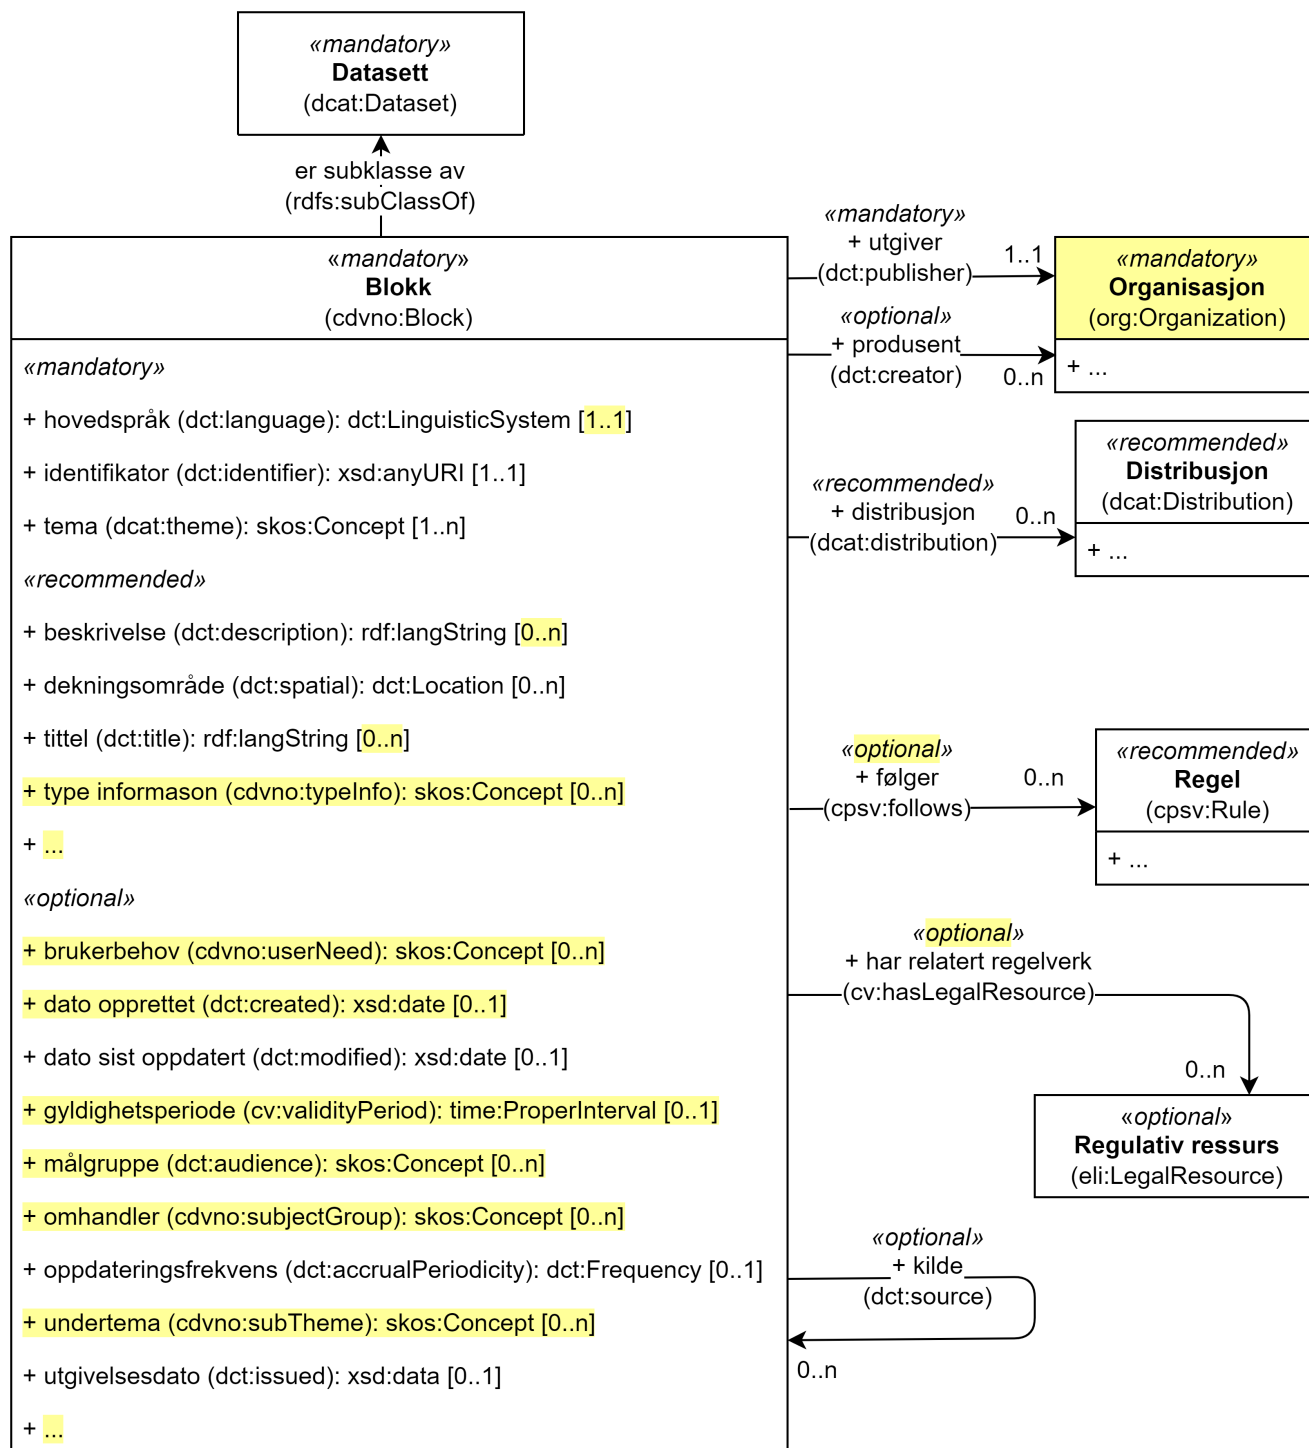 «mandatory»
Datasett
(dcat:Dataset)
er subklasse av
(rdfs:subClassOf)
«mandatory»
Blokk
(cdvno:Block)
«mandatory»
+ hovedspråk (dct:language): dct:LinguisticSystem [1..1]
+ identifikator (dct:identifier): xsd:anyURI [1..1]
+ tema (dcat:theme): skos:Concept [1..n]
«recommended»
+ beskrivelse (dct:description): rdf:langString [0..n]
+ dekningsområde (dct:spatial): dct:Location [0..n]
+ tittel (dct:title): rdf:langString [0..n]
+ type informason (cdvno:typeInfo): skos:Concept [0..n]
+ ...
«optional»
+ brukerbehov (cdvno:userNeed): skos:Concept [0..n]
+ dato opprettet (dct:created): xsd:date [0..1]
+ dato sist oppdatert (dct:modified): xsd:date [0..1]
+ gyldighetsperiode (cv:validityPeriod): time:ProperInterval [0..1]
+ målgruppe (dct:audience): skos:Concept [0..n]
+ omhandler (cdvno:subjectGroup): skos:Concept [0..n]
+ oppdateringsfrekvens (dct:accrualPeriodicity): dct:Frequency [0..1]
+ undertema (cdvno:subTheme): skos:Concept [0..n]
+ utgivelsesdato (dct:issued): xsd:data [0..1]
+ ...
«mandatory»
+ utgiver
(dct:publisher)
1..1
«optional»
+ produsent
(dct:creator)
0..n
«mandatory»
Organisasjon
(org:Organization)
+ ...
«recommended»
+ distribusjon
(dcat:distribution)
0..n
«recommended»
Distribusjon
(dcat:Distribution)
+ ...
«optional»
+ følger
(cpsv:follows)
0..n
«recommended»
Regel
(cpsv:Rule)
+ ...
«optional»
+ har relatert regelverk
(cv:hasLegalResource)
0..n
«optional»
Regulativ ressurs
(eli:LegalResource)
«optional»
+ kilde
(dct:source)
0..n